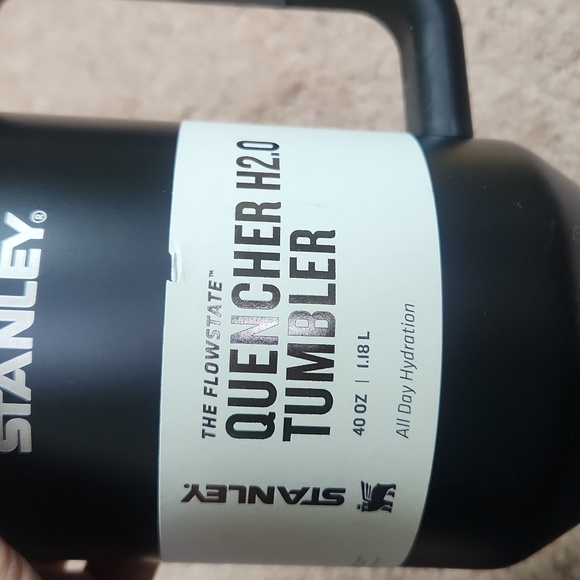 STANLEY®
THE FLOWSTATE™
QUENCHER H2.0
TUMBLER
40 OZ | 1.18 L
All Day Hydration
STANLEY.